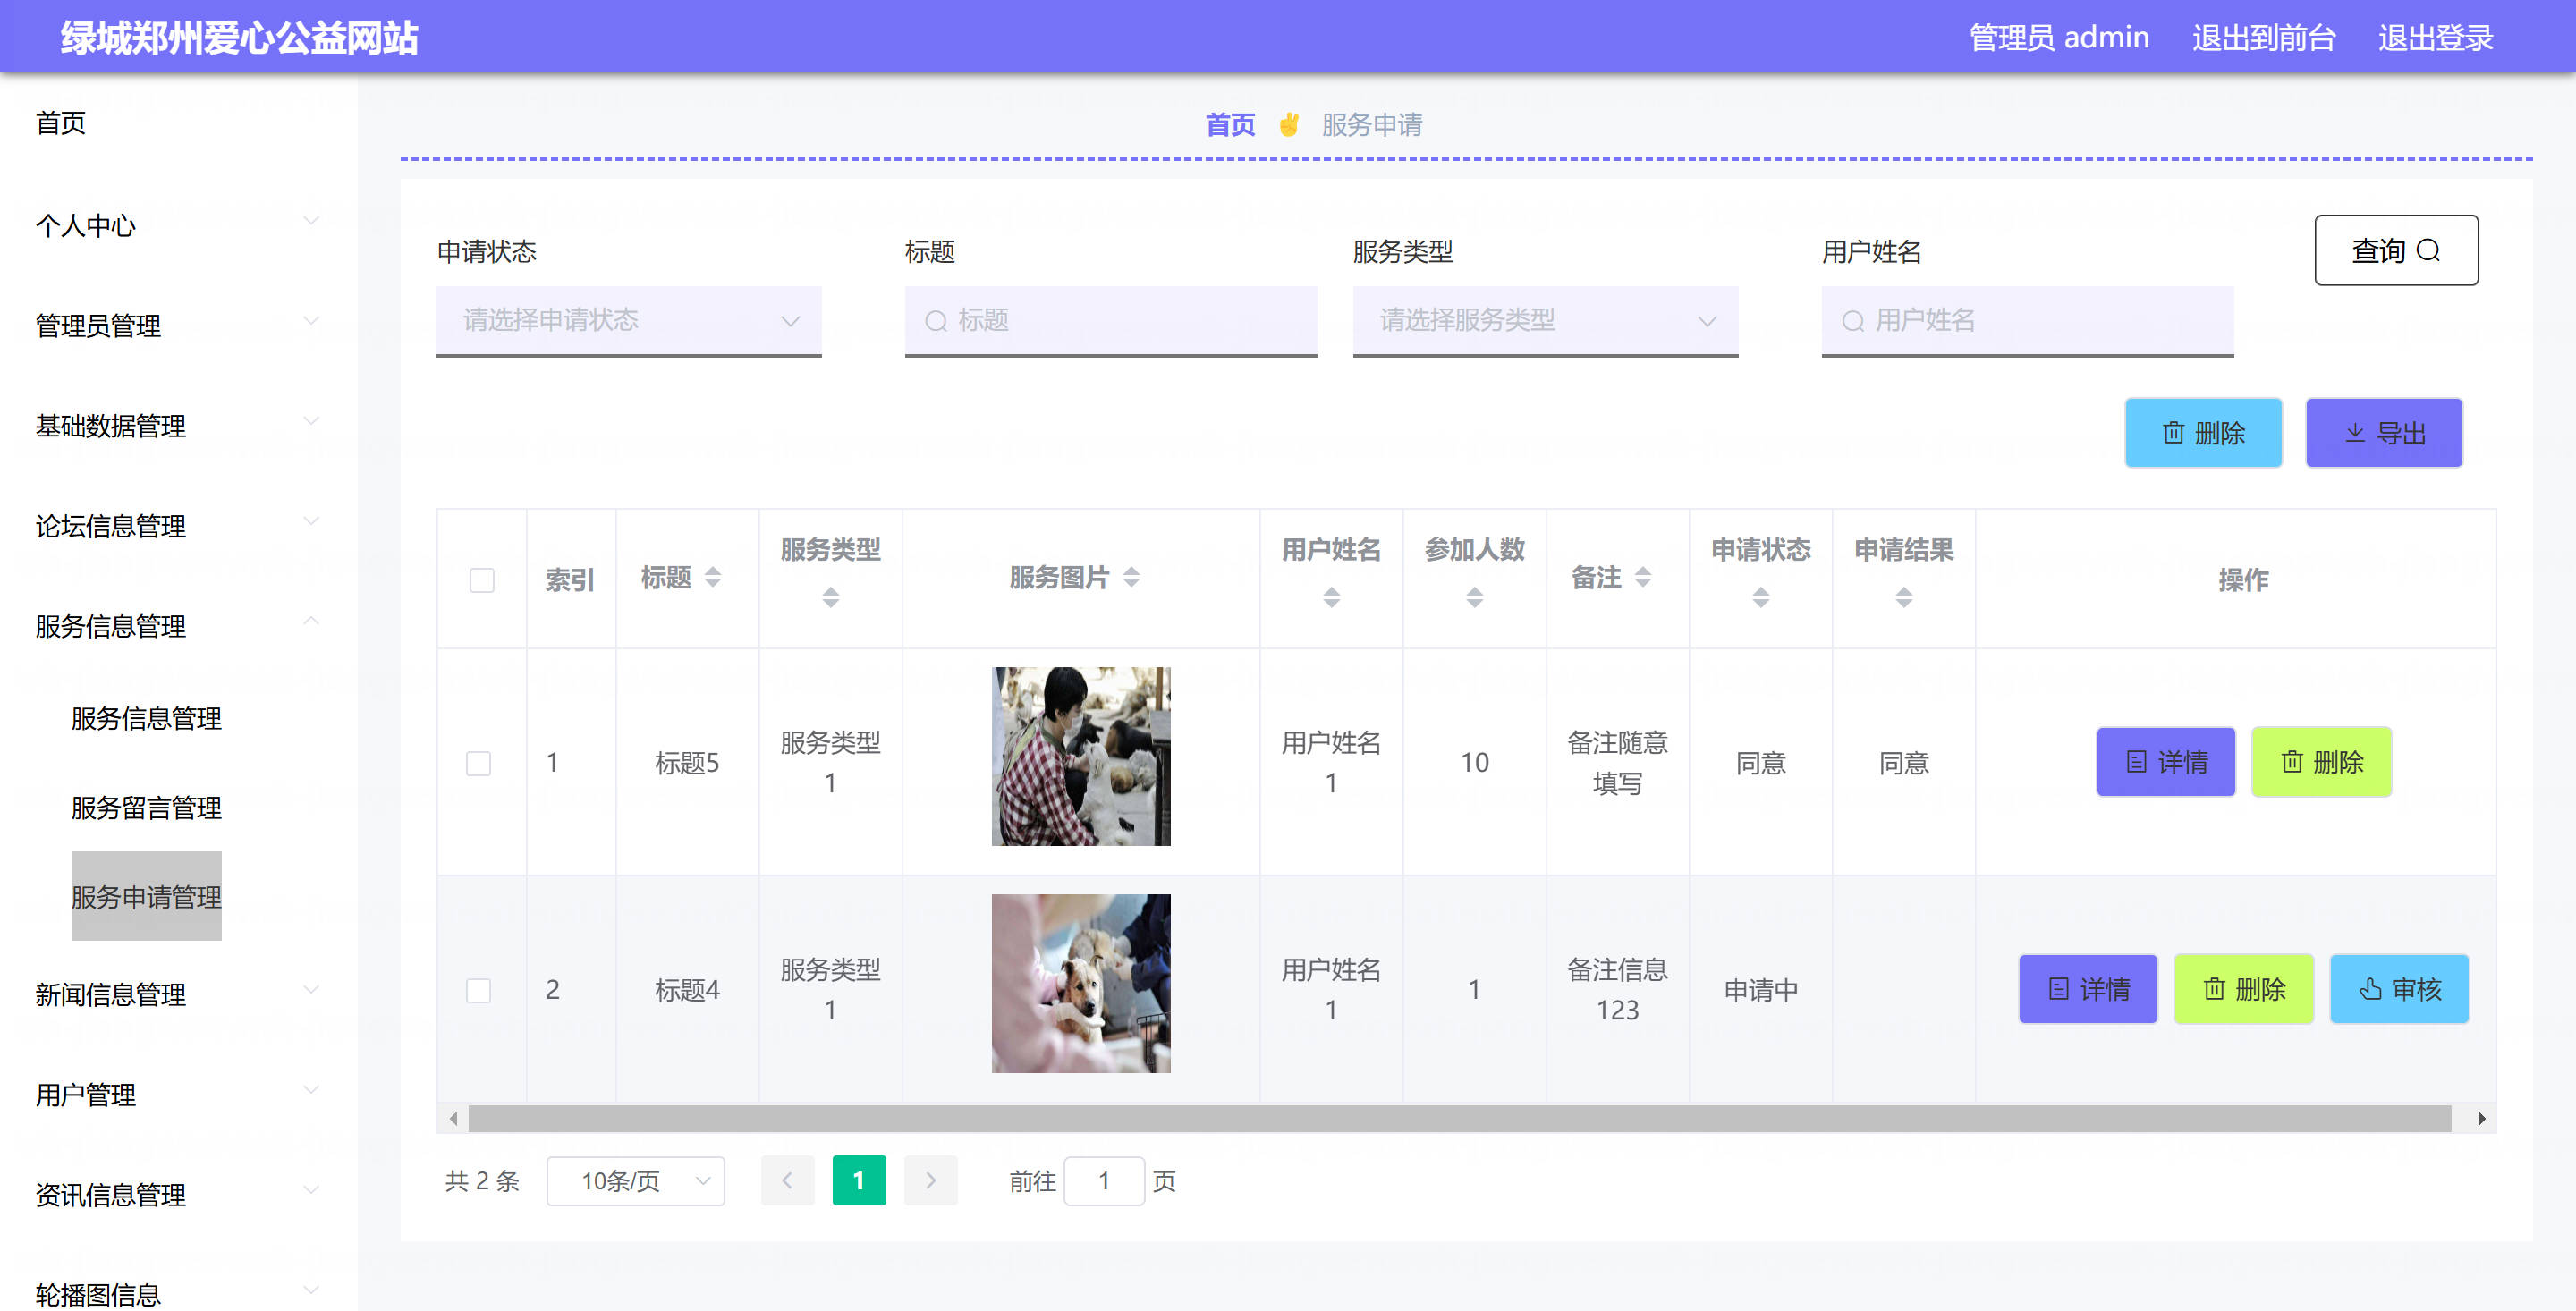 绿城郑州爱心公益网站
管理员 admin 退出到前台 退出登录
首页
个人中心
管理员管理
基础数据管理
论坛信息管理
服务信息管理
服务信息管理
服务留言管理
服务申请管理
新闻信息管理
用户管理
资讯信息管理
轮播图信息
首页 ✌ 服务申请
申请状态 标题 服务类型 用户姓名 查询
请选择申请状态 标题 请选择服务类型 用户姓名
删除 导出
索引 标题 服务类型 服务图片 用户姓名 参加人数 备注 申请状态 申请结果 操作
1 标题5 服务类型
1 用户姓名
1 10 备注随意
填写 同意 同意 详情 删除
2 标题4 服务类型
1 用户姓名
1 1 备注信息
123 申请中 详情 删除 审核
共 2 条 10条/页 1 前往 1 页